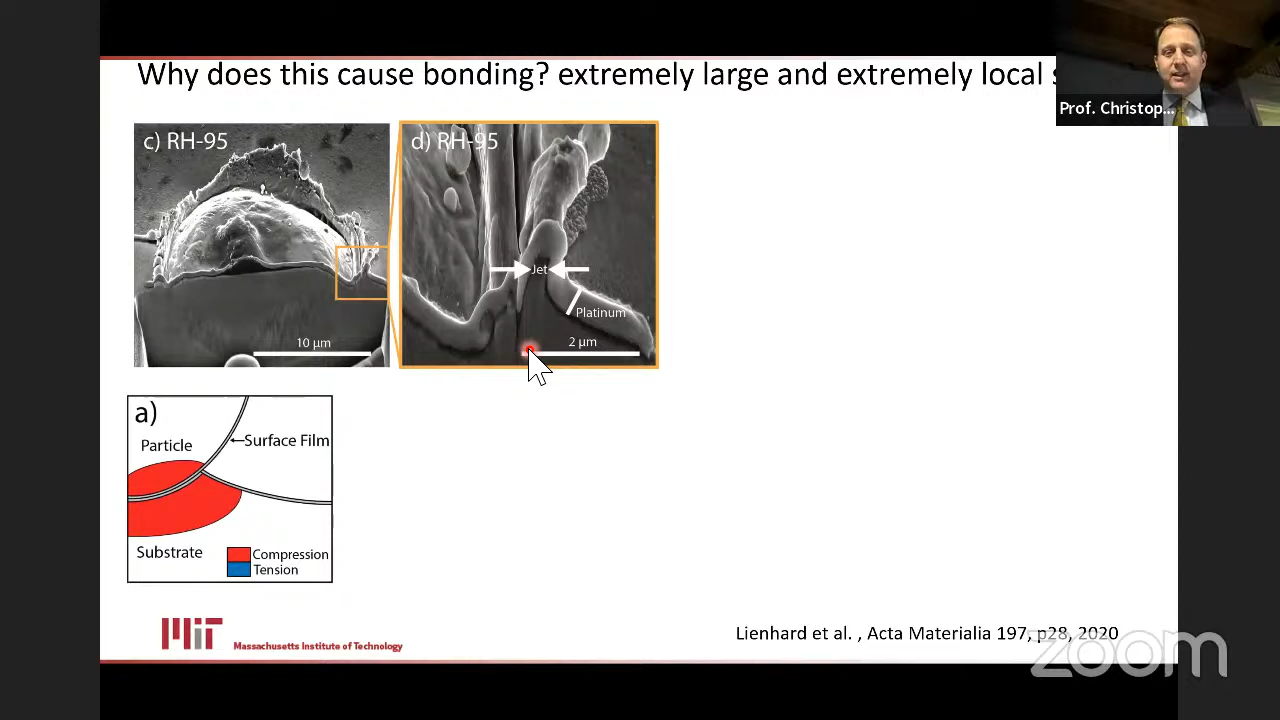 Why does this cause bonding? extremely large and extremely local
Prof. Christop...
c) RH-95
10 µm
d) RH-95
Jet
Platinum
2 µm
a)
Particle
Surface Film
Substrate
Compression
Tension
MIT
Massachusetts Institute of Technology
Lienhard et al. , Acta Materialia 197, p28, 2020
zoom